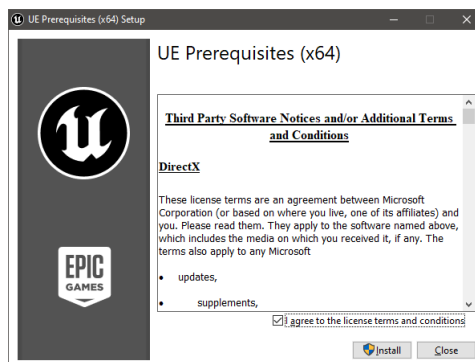 UE Prerequisites (x64) Setup
UE Prerequisites (x64)
Third Party Software Notices and/or Additional Terms
and Conditions
DirectX
These license terms are an agreement between Microsoft
Corporation (or based on where you live, one of its affiliates) and
you. Please read them. They apply to the software named above,
which includes the media on which you received it, if any. The
terms also apply to any Microsoft
• updates,
• supplements,
EPIC
GAMES
I agree to the license terms and conditions
Install
Close